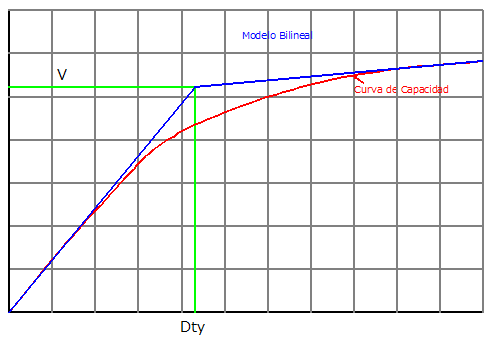 Modelo Bilineal
V
Curva de Capacidad
Dty